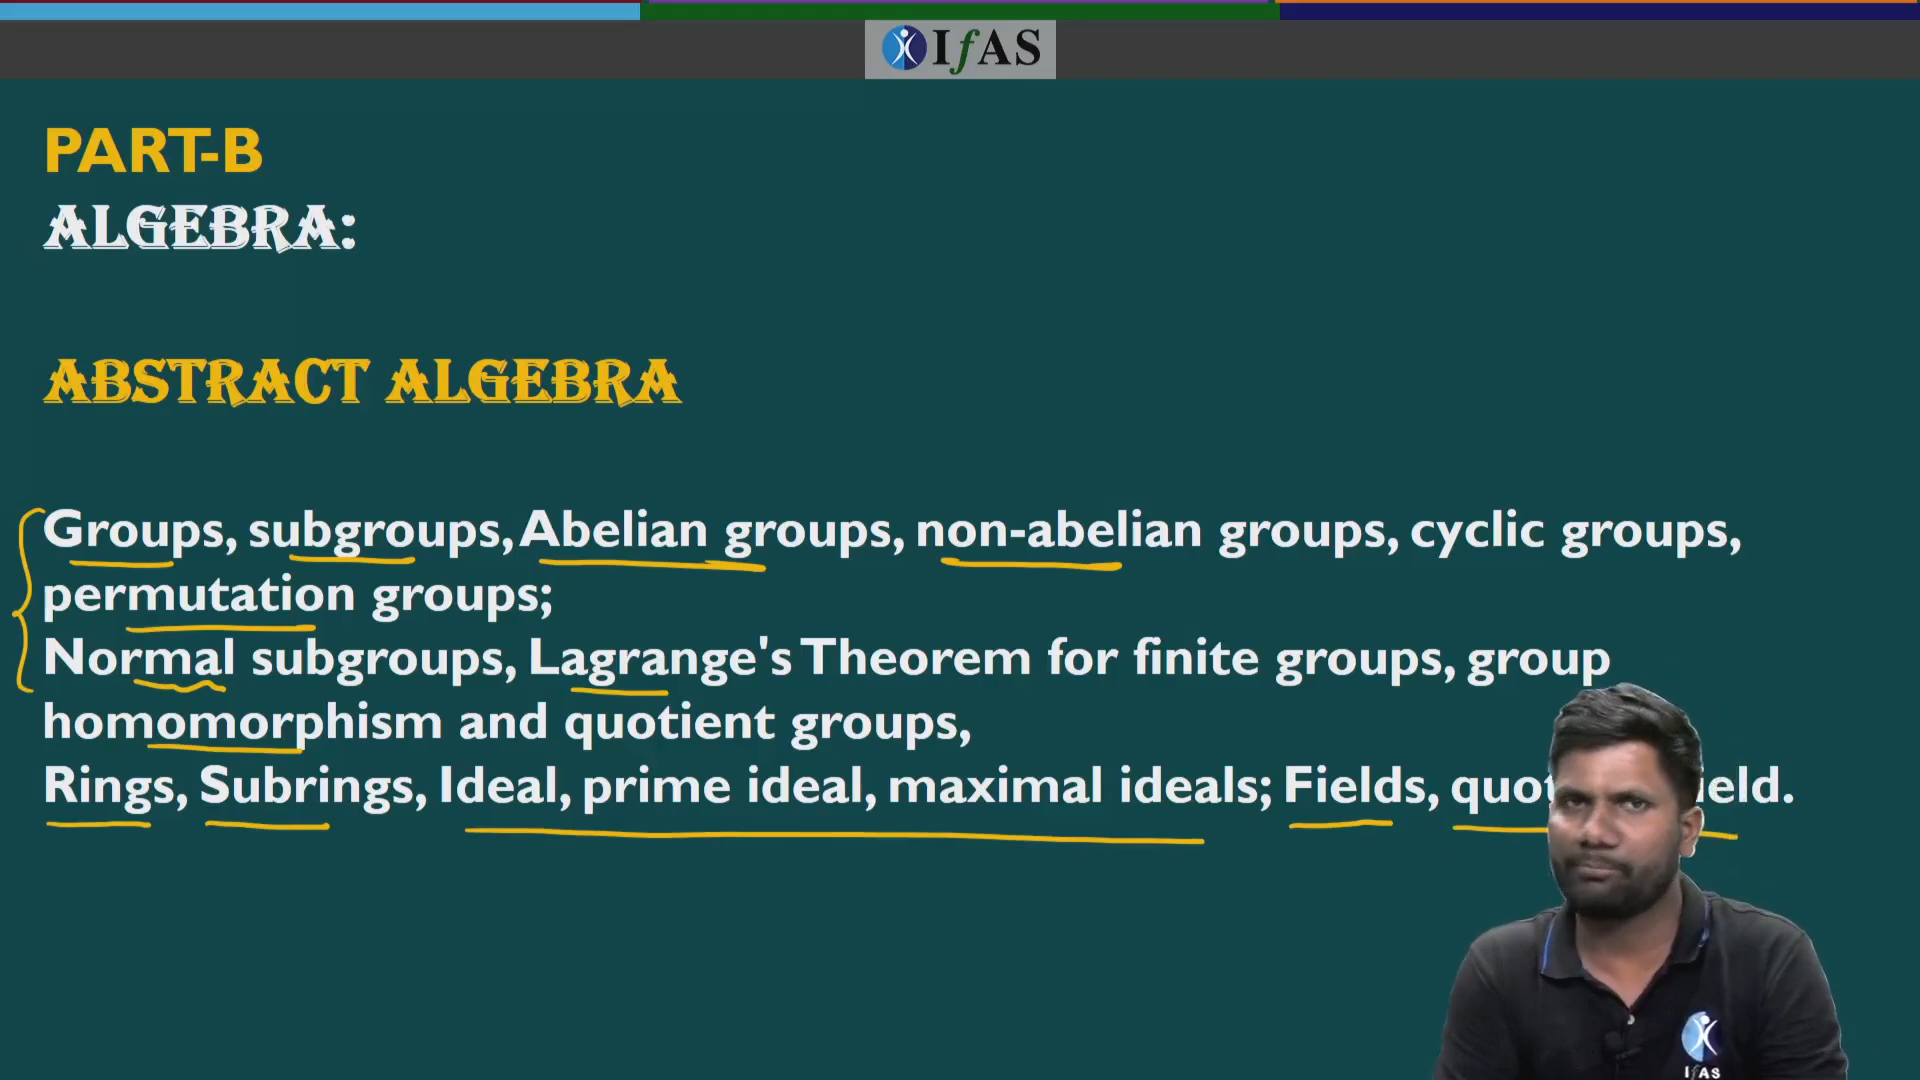 IfAS
PART-B
ALGEBRA:
ABSTRACT ALGEBRA
Groups, subgroups, Abelian groups, non-abelian groups, cyclic groups,
permutation groups;
Normal subgroups, Lagrange's Theorem for finite groups, group
homomorphism and quotient groups,
Rings, Subrings, Ideal, prime ideal, maximal ideals; Fields,
IfAS